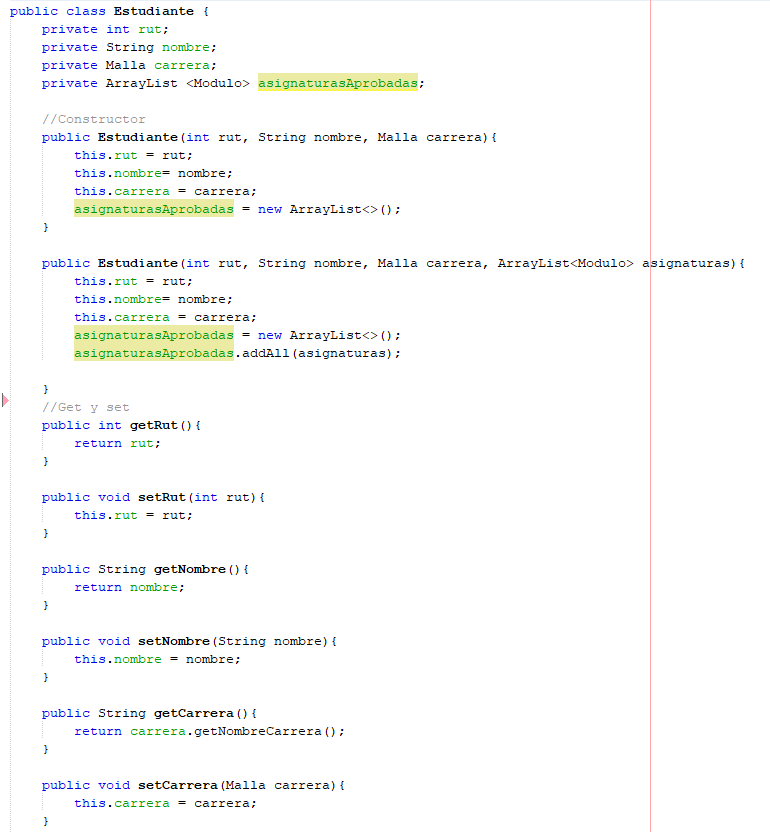 public class Estudiante {
    private int rut;
    private String nombre;
    private Malla carrera;
    private ArrayList <Modulo> asignaturasAprobadas;

    //Constructor
    public Estudiante(int rut, String nombre, Malla carrera){
        this.rut = rut;
        this.nombre= nombre;
        this.carrera = carrera;
        asignaturasAprobadas = new ArrayList<>();
    }

    public Estudiante(int rut, String nombre, Malla carrera, ArrayList<Modulo> asignaturas){
        this.rut = rut;
        this.nombre= nombre;
        this.carrera = carrera;
        asignaturasAprobadas = new ArrayList<>();
        asignaturasAprobadas.addAll(asignaturas);

    }
    //Get y set
    public int getRut(){
        return rut;
    }

    public void setRut(int rut){
        this.rut = rut;
    }

    public String getNombre(){
        return nombre;
    }

    public void setNombre(String nombre){
        this.nombre = nombre;
    }

    public String getCarrera(){
        return carrera.getNombreCarrera();
    }

    public void setCarrera(Malla carrera){
        this.carrera = carrera;
    }